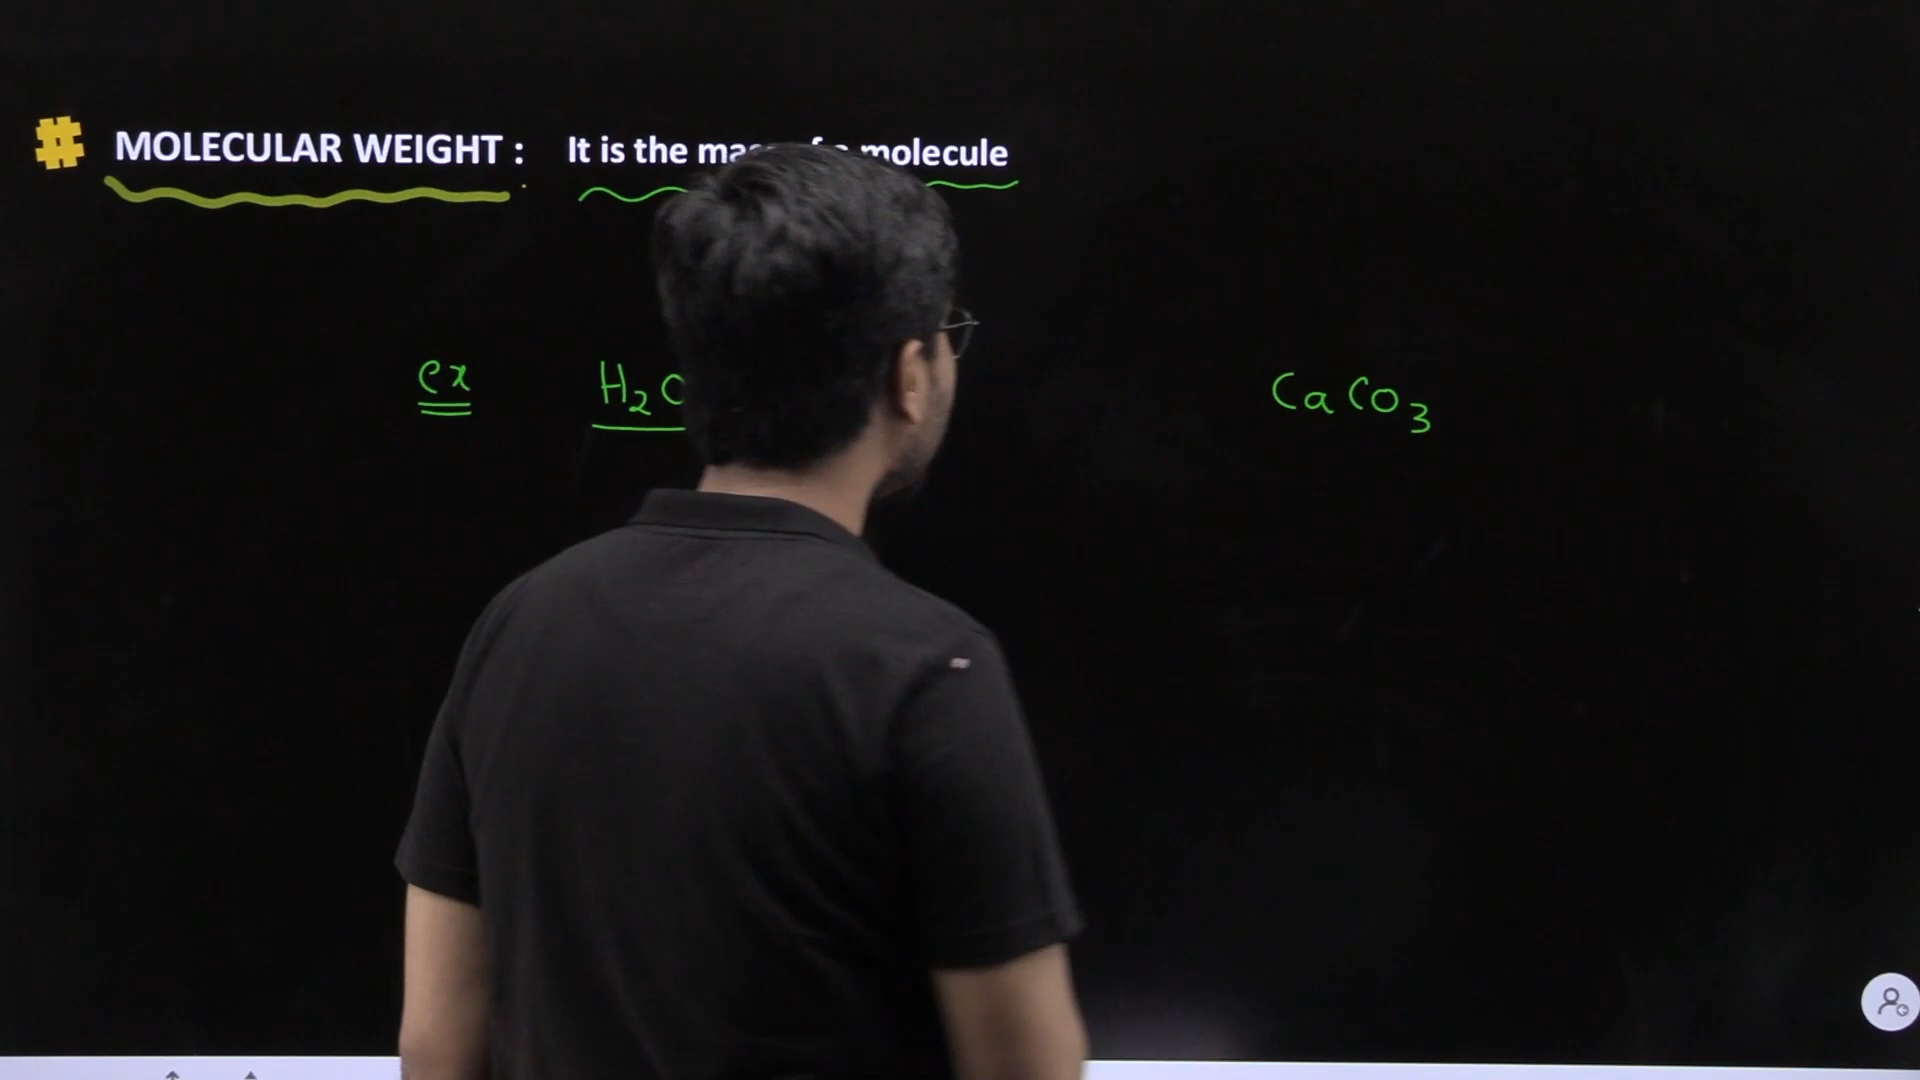 # MOLECULAR WEIGHT : It is the molecule
ex H₂ CaCO₃